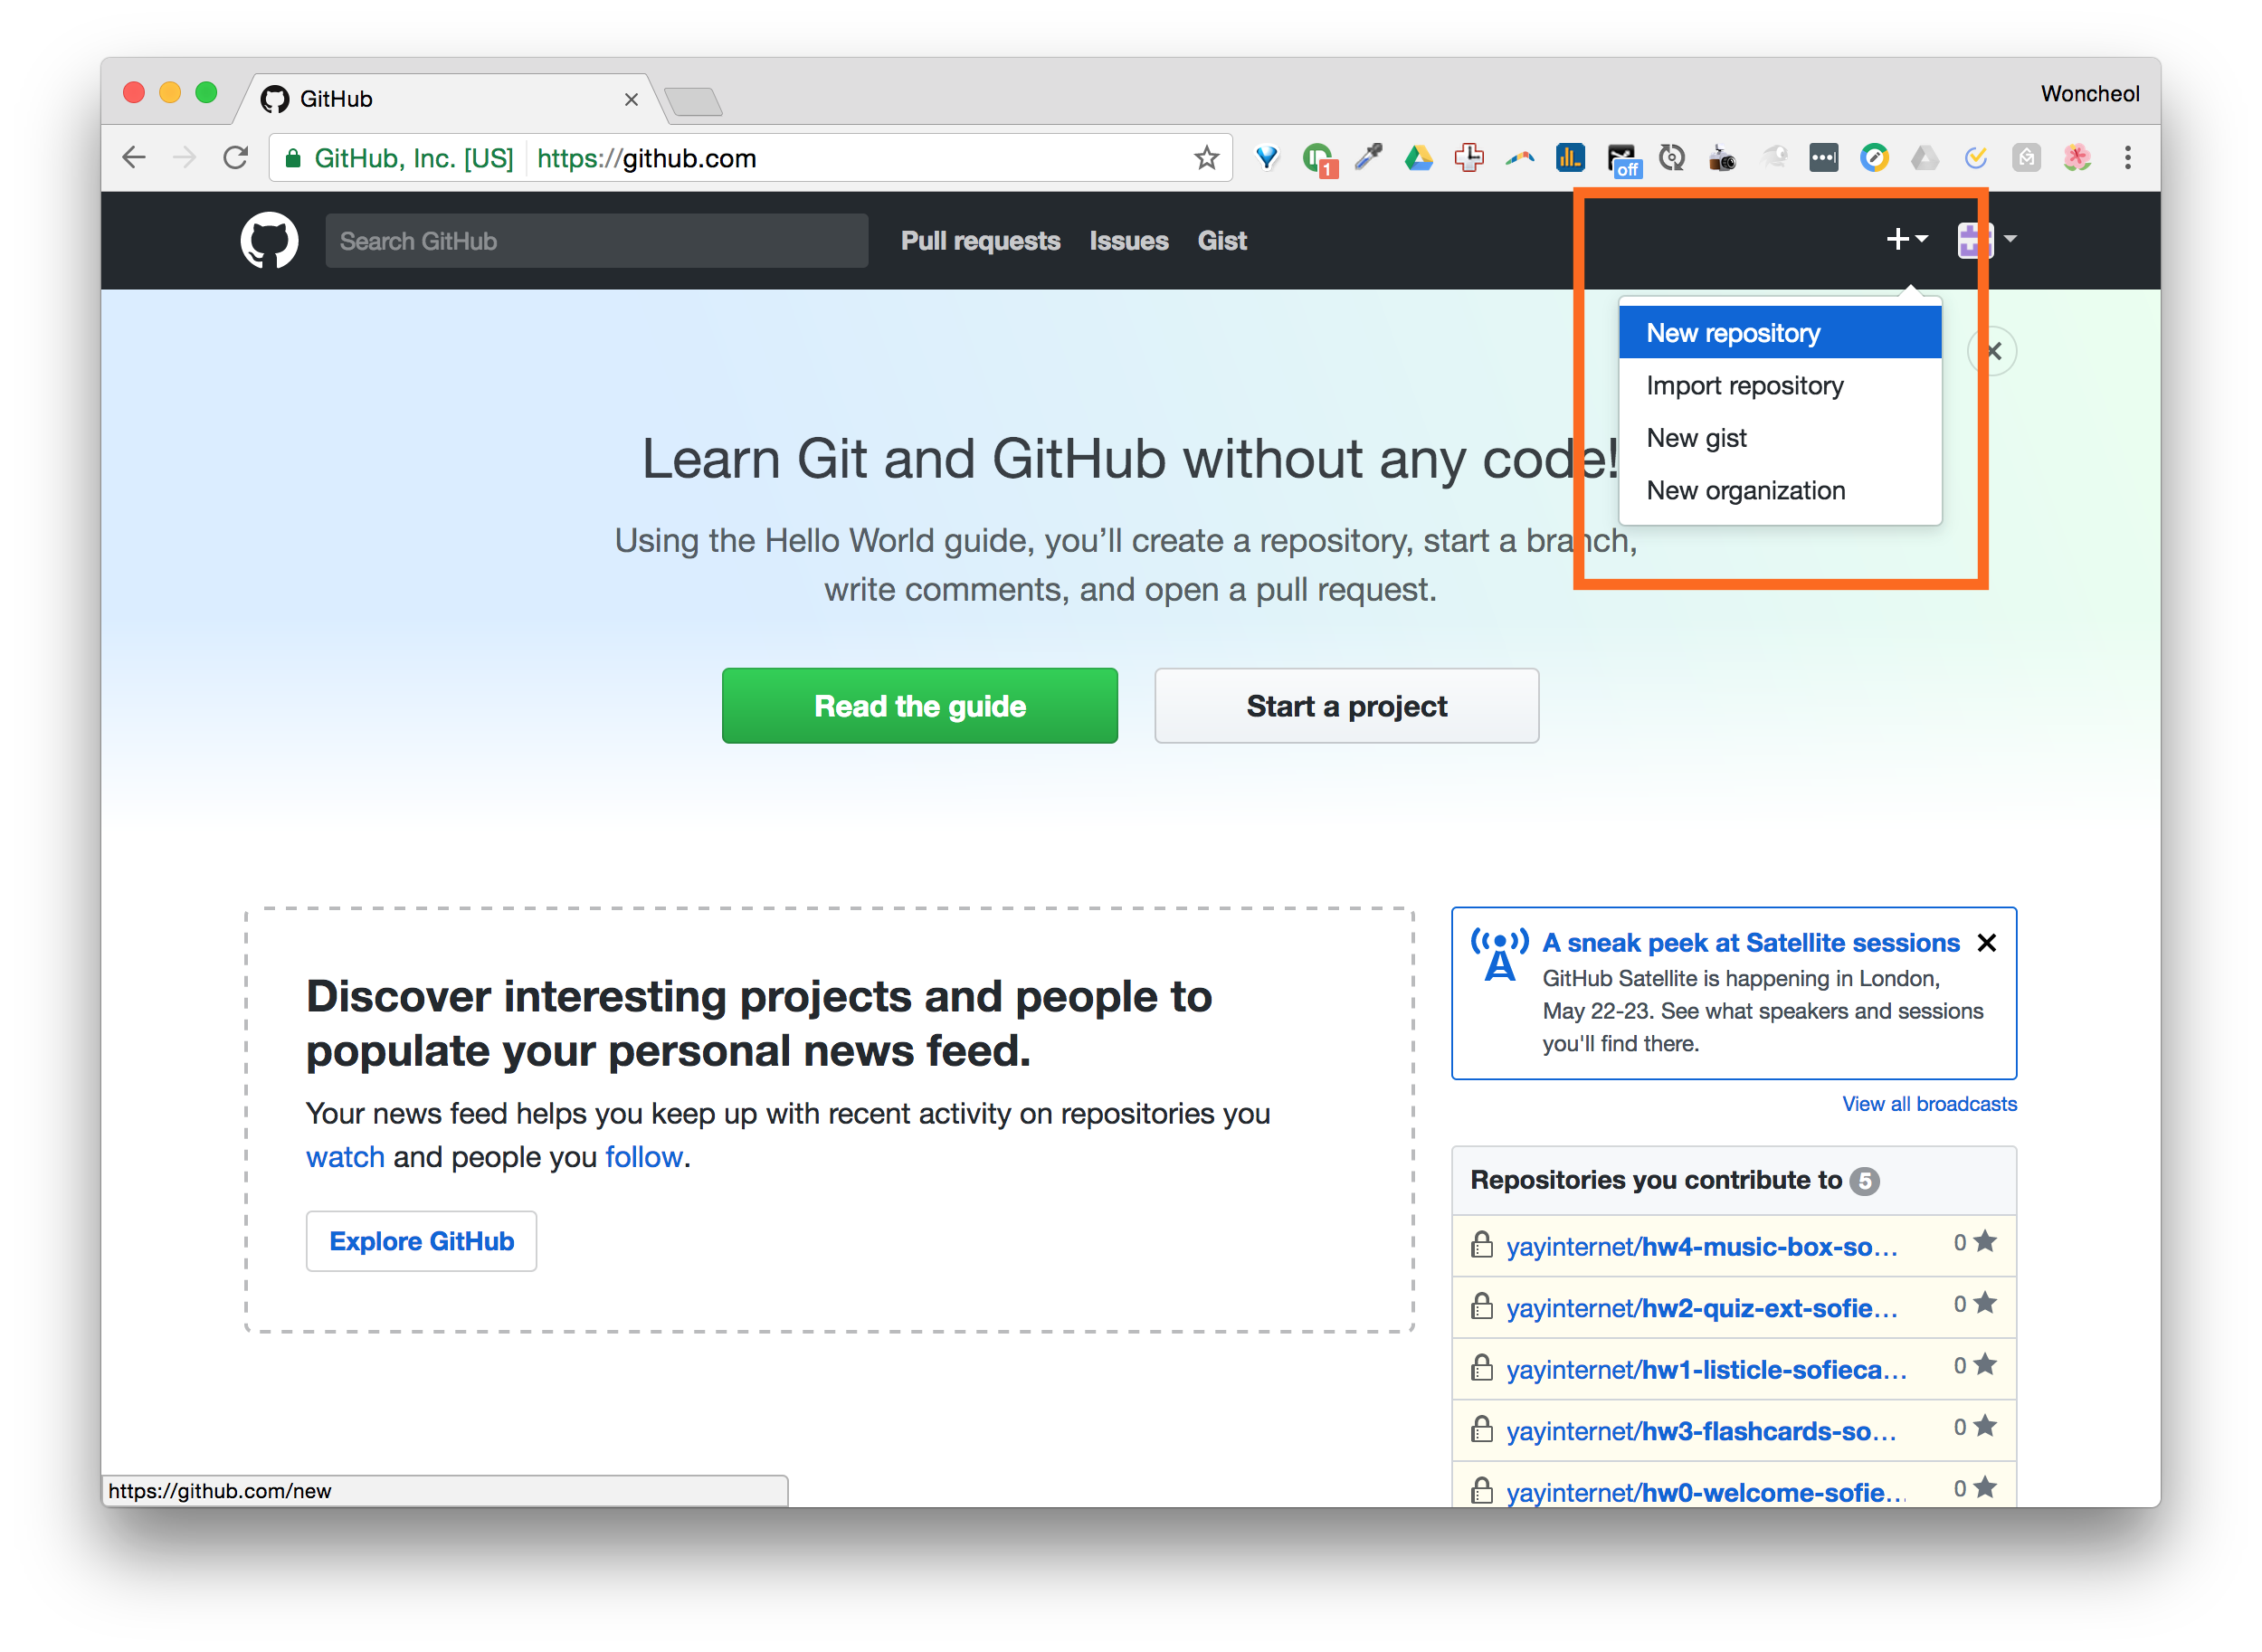 GitHub
Woncheol
GitHub, Inc. [US] https://github.com
1
off
Search GitHub
Pull requests Issues Gist
New repository
Import repository
New gist
New organization
Learn Git and GitHub without any code!
Using the Hello World guide, you’ll create a repository, start a branch,
write comments, and open a pull request.
Read the guide
Start a project
Discover interesting projects and people to
populate your personal news feed.
Your news feed helps you keep up with recent activity on repositories you
watch and people you follow.
Explore GitHub
A sneak peek at Satellite sessions
GitHub Satellite is happening in London,
May 22-23. See what speakers and sessions
you'll find there.
View all broadcasts
Repositories you contribute to 5
yayinternet/hw4-music-box-so… 0
yayinternet/hw2-quiz-ext-sofie… 0
yayinternet/hw1-listicle-sofieca… 0
yayinternet/hw3-flashcards-so… 0
yayinternet/hw0-welcome-sofie… 0
https://github.com/new